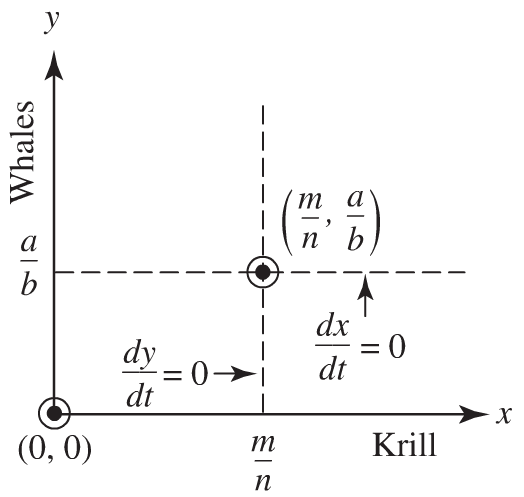 y
Whales
(m/n, a/b)
a/b
dx/dt = 0
dy/dt = 0
x
(0, 0)
m/n
Krill